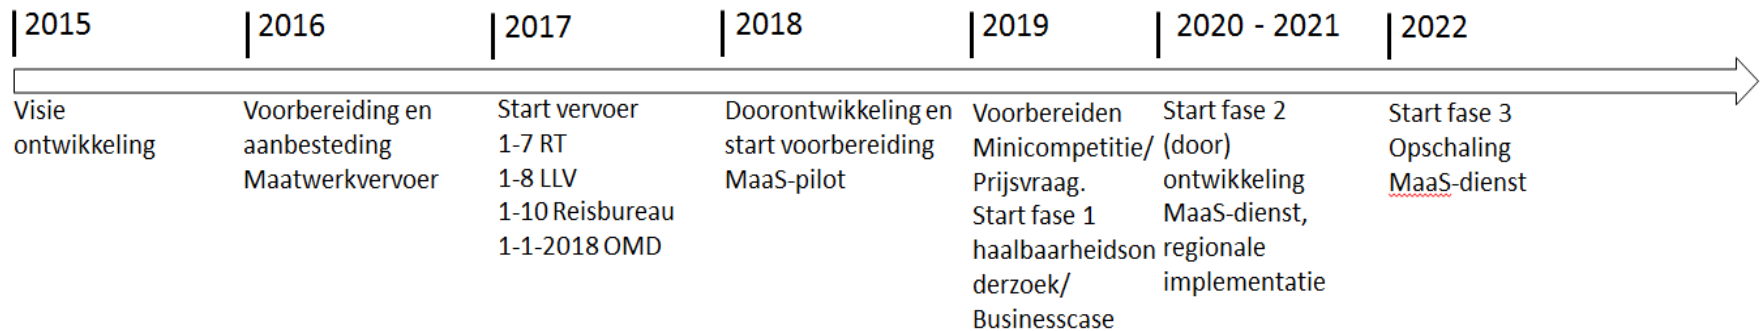 2015
2016
2017
2018
2019
2020 - 2021
2022
Visie
ontwikkeling
Voorbereiding en
aanbesteding
Maatwerkvervoer
Start vervoer
1-7 RT
1-8 LLV
1-10 Reisbureau
1-1-2018 OMD
Doorontwikkeling en
start voorbereiding
MaaS-pilot
Voorbereiden
Minicompetitie/
Prijsvraag.
Start fase 1
haalbaarheidson
derzoek/
Businesscase
Start fase 2
(door)
ontwikkeling
MaaS-dienst,
regionale
implementatie
Start fase 3
Opschaling
MaaS-dienst